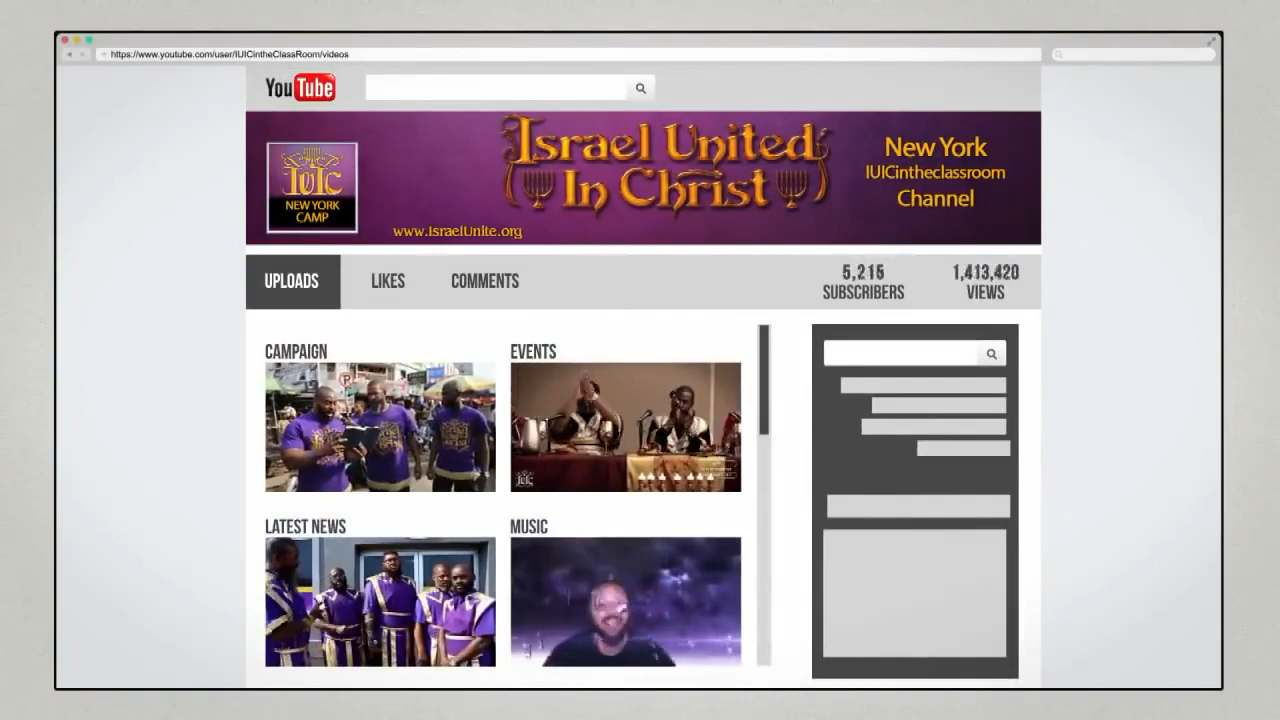 https://www.youtube.com/user/IUICintheClassRoom/videos
YouTube
Israel United
In Christ
IUIC
NEW YORK
CAMP
www.IsraelUnite.org
New York
IUICintheclassroom
Channel
UPLOADS
LIKES
COMMENTS
5,215
SUBSCRIBERS
1,413,420
VIEWS
CAMPAIGN
EVENTS
IUIC
LATEST NEWS
MUSIC